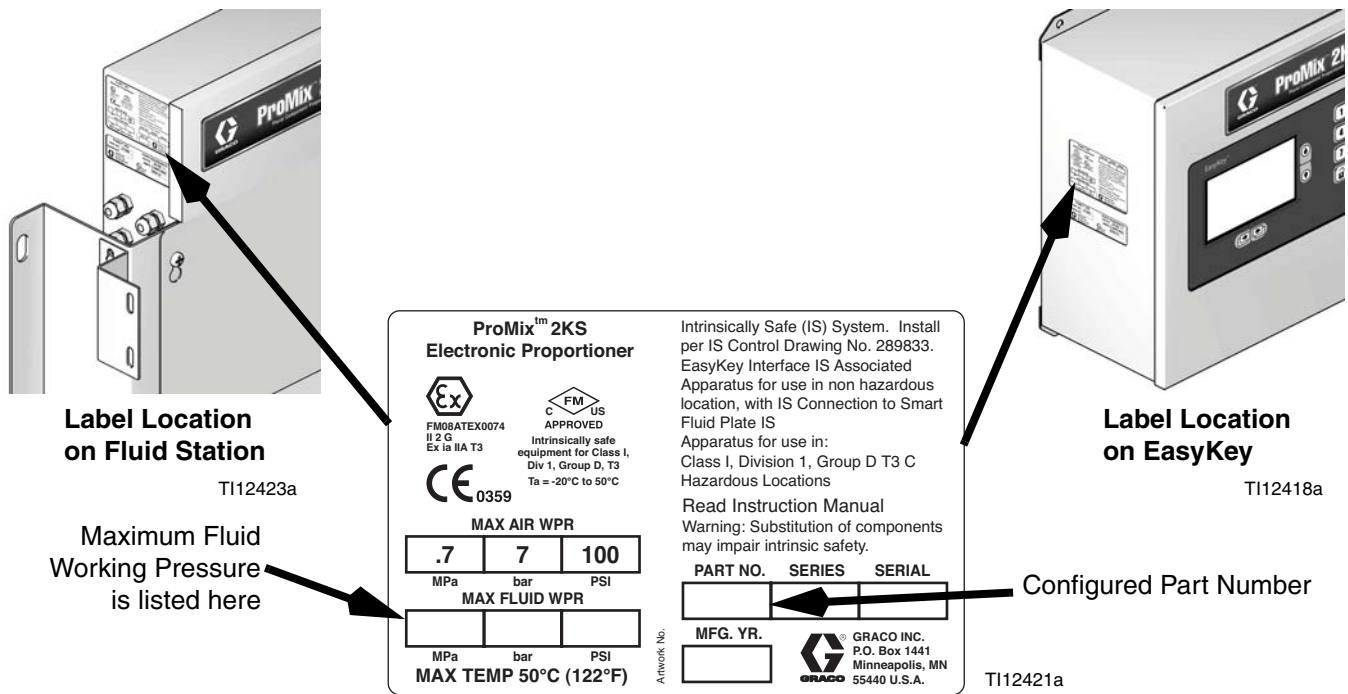 ProMix
GRACO
Label Location
on Fluid Station
TI12423a
Maximum Fluid
Working Pressure
is listed here
ProMix™ 2KS
Electronic Proportioner
Ex
FM08ATEX0074
II 2 G
Ex ia IIA T3
CE 0359
FM
C US
APPROVED
Intrinsically safe
equipment for Class I,
Div 1, Group D, T3
Ta = -20°C to 50°C
MAX AIR WPR
.7 7 100
MPa bar PSI
MAX FLUID WPR
MPa bar PSI
MAX TEMP 50°C (122°F)
Artwork No.
Intrinsically Safe (IS) System. Install
per IS Control Drawing No. 289833.
EasyKey Interface IS Associated
Apparatus for use in non hazardous
location, with IS Connection to Smart
Fluid Plate IS
Apparatus for use in:
Class I, Division 1, Group D T3 C
Hazardous Locations
Read Instruction Manual
Warning: Substitution of components
may impair intrinsic safety.
PART NO. SERIES SERIAL
MFG. YR.
GRACO
®
GRACO INC.
P.O. Box 1441
Minneapolis, MN
55440 U.S.A.
TI12421a
Configured Part Number
ProMix™ 2K
GRACO
EasyKey
1
4
7
Label Location
on EasyKey
TI12418a